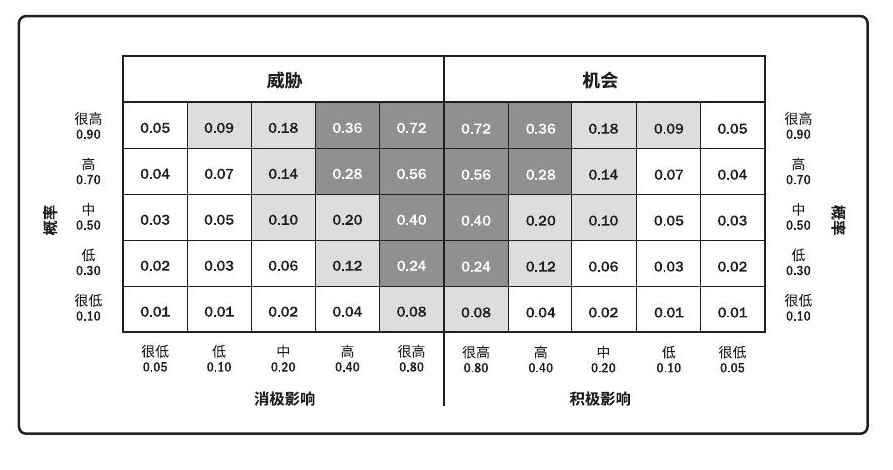 威胁 机会
很高 0.05 0.09 0.18 0.36 0.72 0.72 0.36 0.18 0.09 0.05 很高
0.90 0.90
高 0.04 0.07 0.14 0.28 0.56 0.56 0.28 0.14 0.07 0.04 高
0.70 0.70
概率 中 0.03 0.05 0.10 0.20 0.40 0.40 0.20 0.10 0.05 0.03 中 概率
0.50 0.50
低 0.02 0.03 0.06 0.12 0.24 0.24 0.12 0.06 0.03 0.02 低
0.30 0.30
很低 0.01 0.01 0.02 0.04 0.08 0.08 0.04 0.02 0.01 0.01 很低
0.10 0.10
很低 低 中 高 很高 很高 高 中 低 很低
0.05 0.10 0.20 0.40 0.80 0.80 0.40 0.20 0.10 0.05
消极影响 积极影响